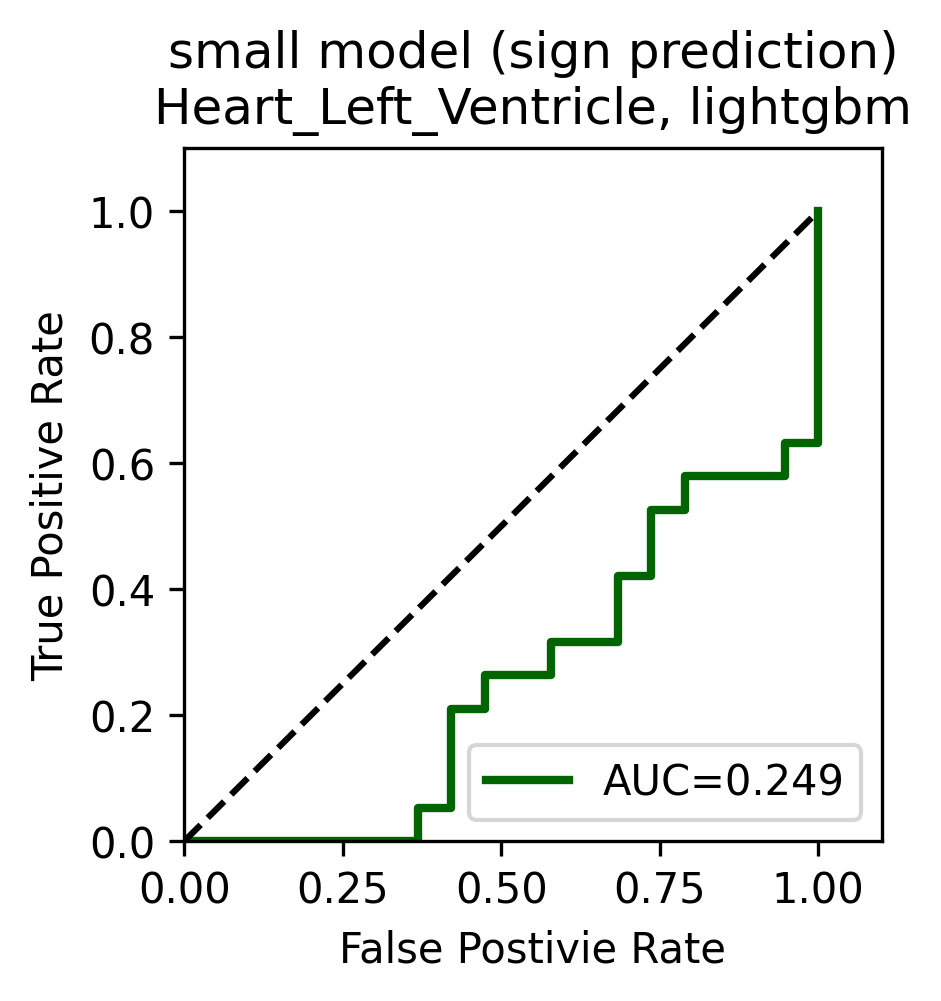 small model (sign prediction)
Heart_Left_Ventricle, lightgbm
1.0
0.8
0.6
0.4
0.2
0.0
True Positive Rate
AUC=0.249
0.00 0.25 0.50 0.75 1.00
False Postivie Rate